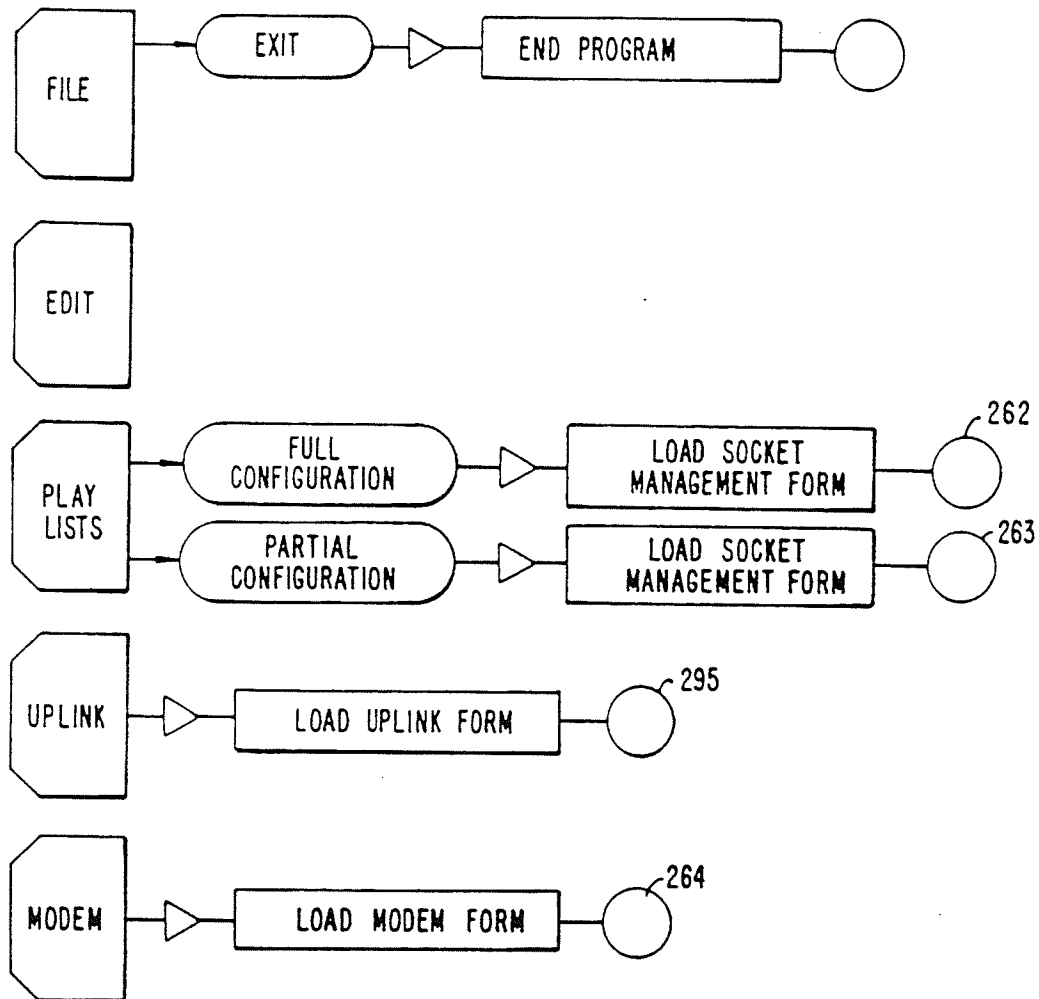 FILE
EXIT
END PROGRAM
EDIT
PLAY
LISTS
FULL
CONFIGURATION
LOAD SOCKET
MANAGEMENT FORM
262
PARTIAL
CONFIGURATION
LOAD SOCKET
MANAGEMENT FORM
263
UPLINK
LOAD UPLINK FORM
295
MODEM
LOAD MODEM FORM
264